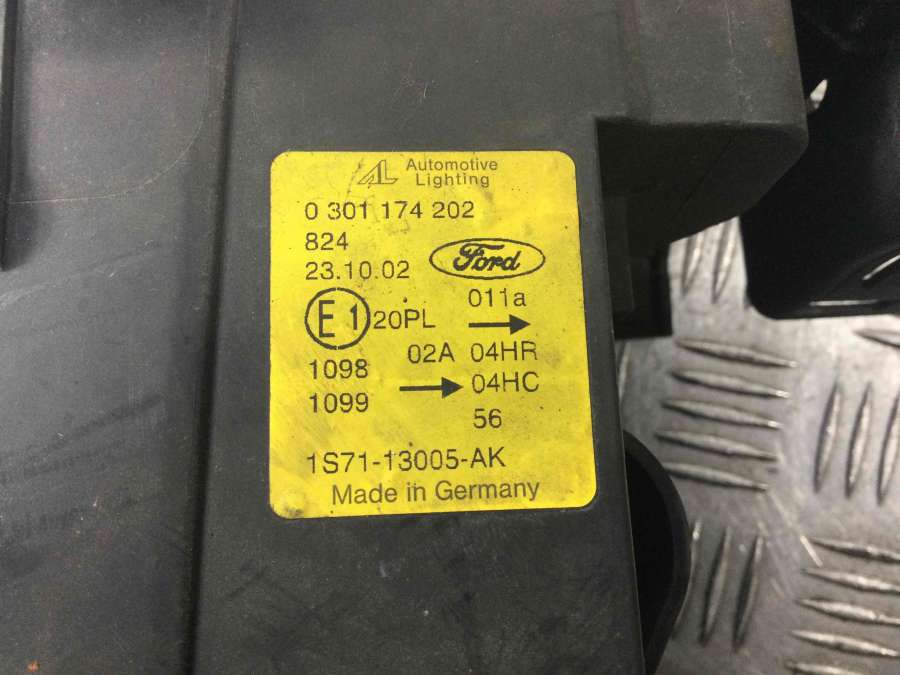 AL Automotive
Lighting
0 301 174 202
824
23.10.02 Ford
011a
E1 20PL →
02A 04HR
1098
→ 04HC
1099
56
1S71-13005-AK
Made in Germany